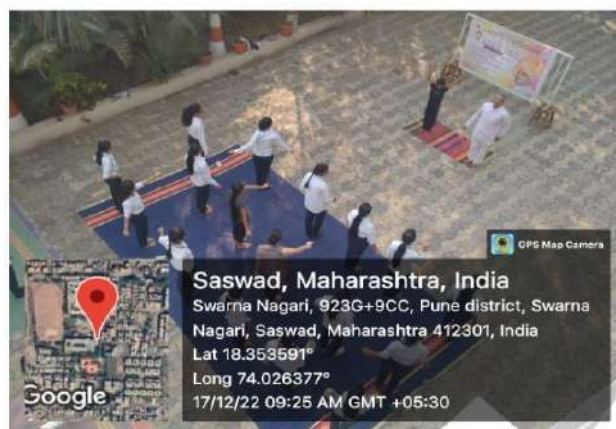 GPS Map Camera
Saswad, Maharashtra, India
Swarna Nagari, 923G+9CC, Pune district, Swarna
Nagari, Saswad, Maharashtra 412301, India
Lat 18.353591°
Long 74.026377°
17/12/22 09:25 AM GMT +05:30
Google